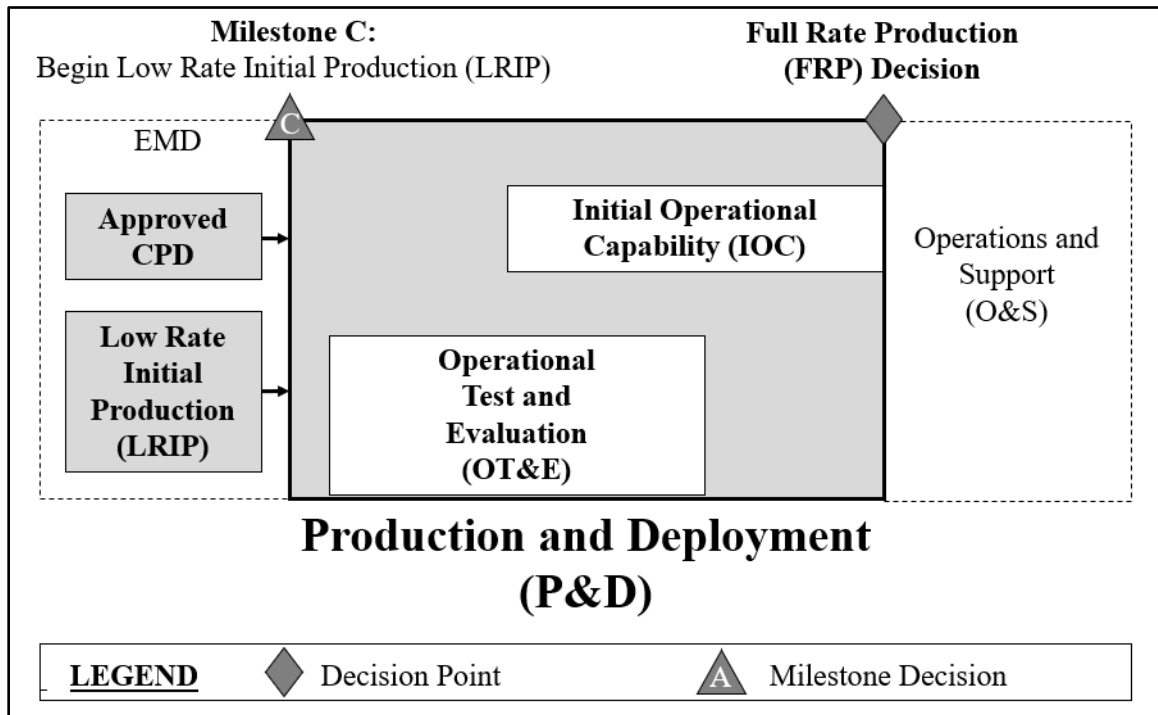 Milestone C:
Begin Low Rate Initial Production (LRIP)
Full Rate Production
(FRP) Decision
C
EMD
Approved
CPD
Low Rate
Initial
Production
(LRIP)
Initial Operational
Capability (IOC)
Operational
Test and
Evaluation
(OT&E)
Operations and
Support
(O&S)
Production and Deployment
(P&D)
LEGEND
Decision Point
A
Milestone Decision